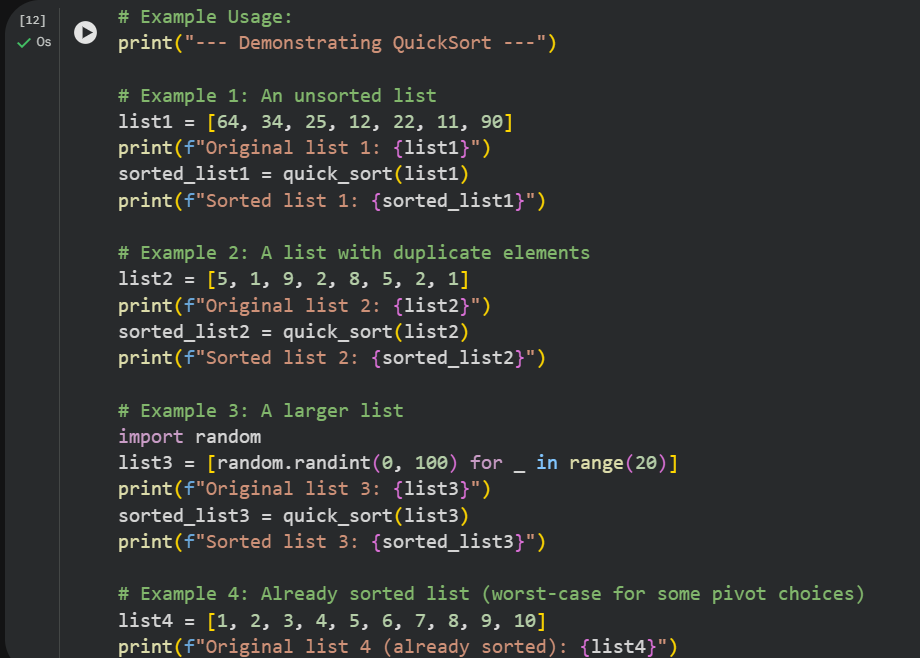 [12]
0s
# Example Usage:
print("--- Demonstrating QuickSort ---")
# Example 1: An unsorted list
list1 = [64, 34, 25, 12, 22, 11, 90]
print(f"Original list 1: {list1}")
sorted_list1 = quick_sort(list1)
print(f"Sorted list 1: {sorted_list1}")
# Example 2: A list with duplicate elements
list2 = [5, 1, 9, 2, 8, 5, 2, 1]
print(f"Original list 2: {list2}")
sorted_list2 = quick_sort(list2)
print(f"Sorted list 2: {sorted_list2}")
# Example 3: A larger list
import random
list3 = [random.randint(0, 100) for _ in range(20)]
print(f"Original list 3: {list3}")
sorted_list3 = quick_sort(list3)
print(f"Sorted list 3: {sorted_list3}")
# Example 4: Already sorted list (worst-case for some pivot choices)
list4 = [1, 2, 3, 4, 5, 6, 7, 8, 9, 10]
print(f"Original list 4 (already sorted): {list4}")